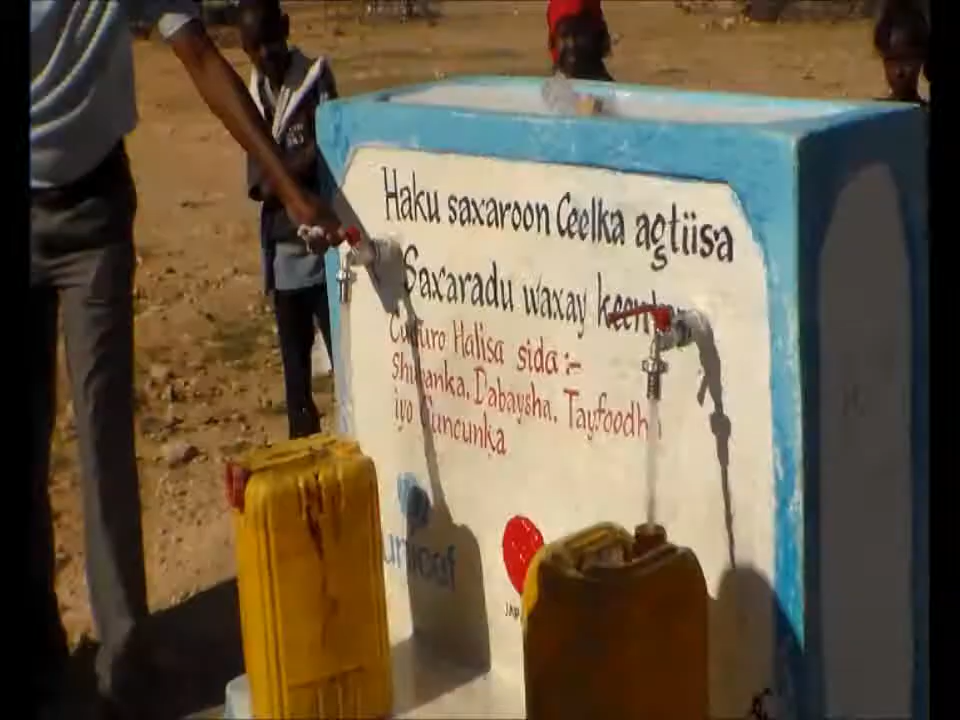 Haku saxaroon Ceelka agtiisa
Saxaradu waxay
Halisa sida :-
Dabaysha, Tayfoodh
iyo
unicef